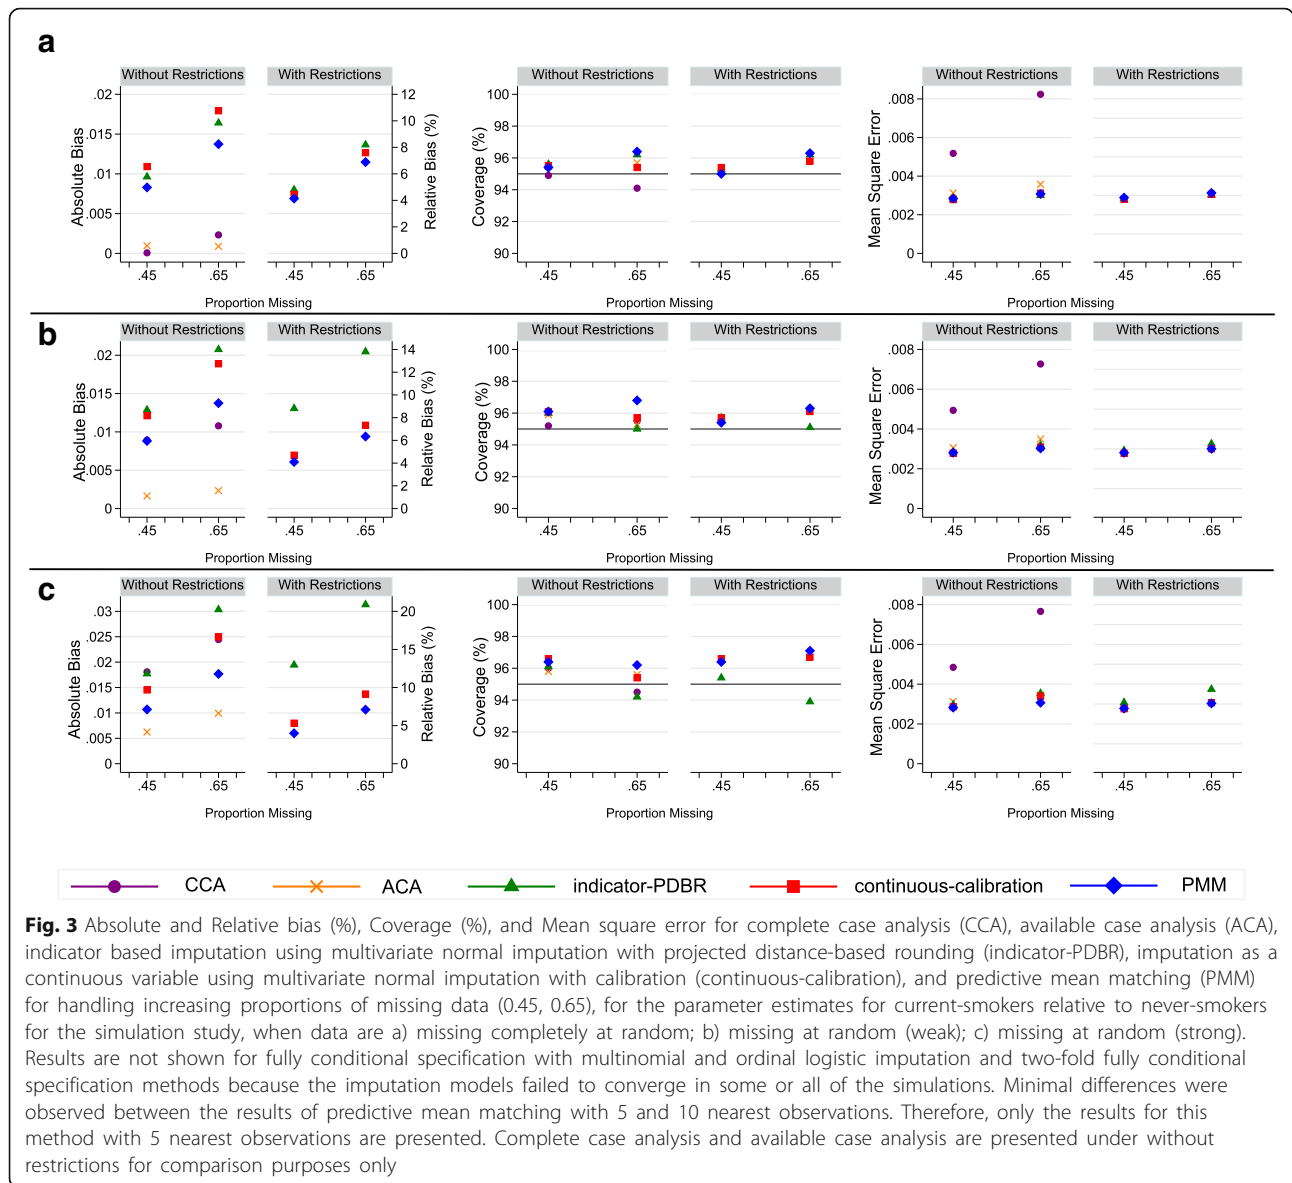 a
Without Restrictions With Restrictions
.02
.015
.01
.005
0
Absolute Bias
12
10
8
6
4
2
0
Relative Bias (%)
.45 .65 .45 .65
Proportion Missing
Without Restrictions With Restrictions
100
98
96
94
92
90
Coverage (%)
.45 .65 .45 .65
Proportion Missing
Without Restrictions With Restrictions
.008
.006
.004
.002
0
Mean Square Error
.45 .65 .45 .65
Proportion Missing
b
Without Restrictions With Restrictions
.02
.015
.01
.005
0
Absolute Bias
14
12
10
8
6
4
2
0
Relative Bias (%)
.45 .65 .45 .65
Proportion Missing
Without Restrictions With Restrictions
100
98
96
94
92
90
Coverage (%)
.45 .65 .45 .65
Proportion Missing
Without Restrictions With Restrictions
.008
.006
.004
.002
0
Mean Square Error
.45 .65 .45 .65
Proportion Missing
c
Without Restrictions With Restrictions
.03
.025
.02
.015
.01
.005
0
Absolute Bias
20
15
10
5
0
Relative Bias (%)
.45 .65 .45 .65
Proportion Missing
Without Restrictions With Restrictions
100
98
96
94
92
90
Coverage (%)
.45 .65 .45 .65
Proportion Missing
Without Restrictions With Restrictions
.008
.006
.004
.002
0
Mean Square Error
.45 .65 .45 .65
Proportion Missing
CCA ACA indicator-PDBR continuous-calibration PMM
Fig. 3 Absolute and Relative bias (%), Coverage (%), and Mean square error for complete case analysis (CCA), available case analysis (ACA),
indicator based imputation using multivariate normal imputation with projected distance-based rounding (indicator-PDBR), imputation as a
continuous variable using multivariate normal imputation with calibration (continuous-calibration), and predictive mean matching (PMM)
for handling increasing proportions of missing data (0.45, 0.65), for the parameter estimates for current-smokers relative to never-smokers
for the simulation study, when data are a) missing completely at random; b) missing at random (weak); c) missing at random (strong).
Results are not shown for fully conditional specification with multinomial and ordinal logistic imputation and two-fold fully conditional
specification methods because the imputation models failed to converge in some or all of the simulations. Minimal differences were
observed between the results of predictive mean matching with 5 and 10 nearest observations. Therefore, only the results for this
method with 5 nearest observations are presented. Complete case analysis and available case analysis are presented under without
restrictions for comparison purposes only